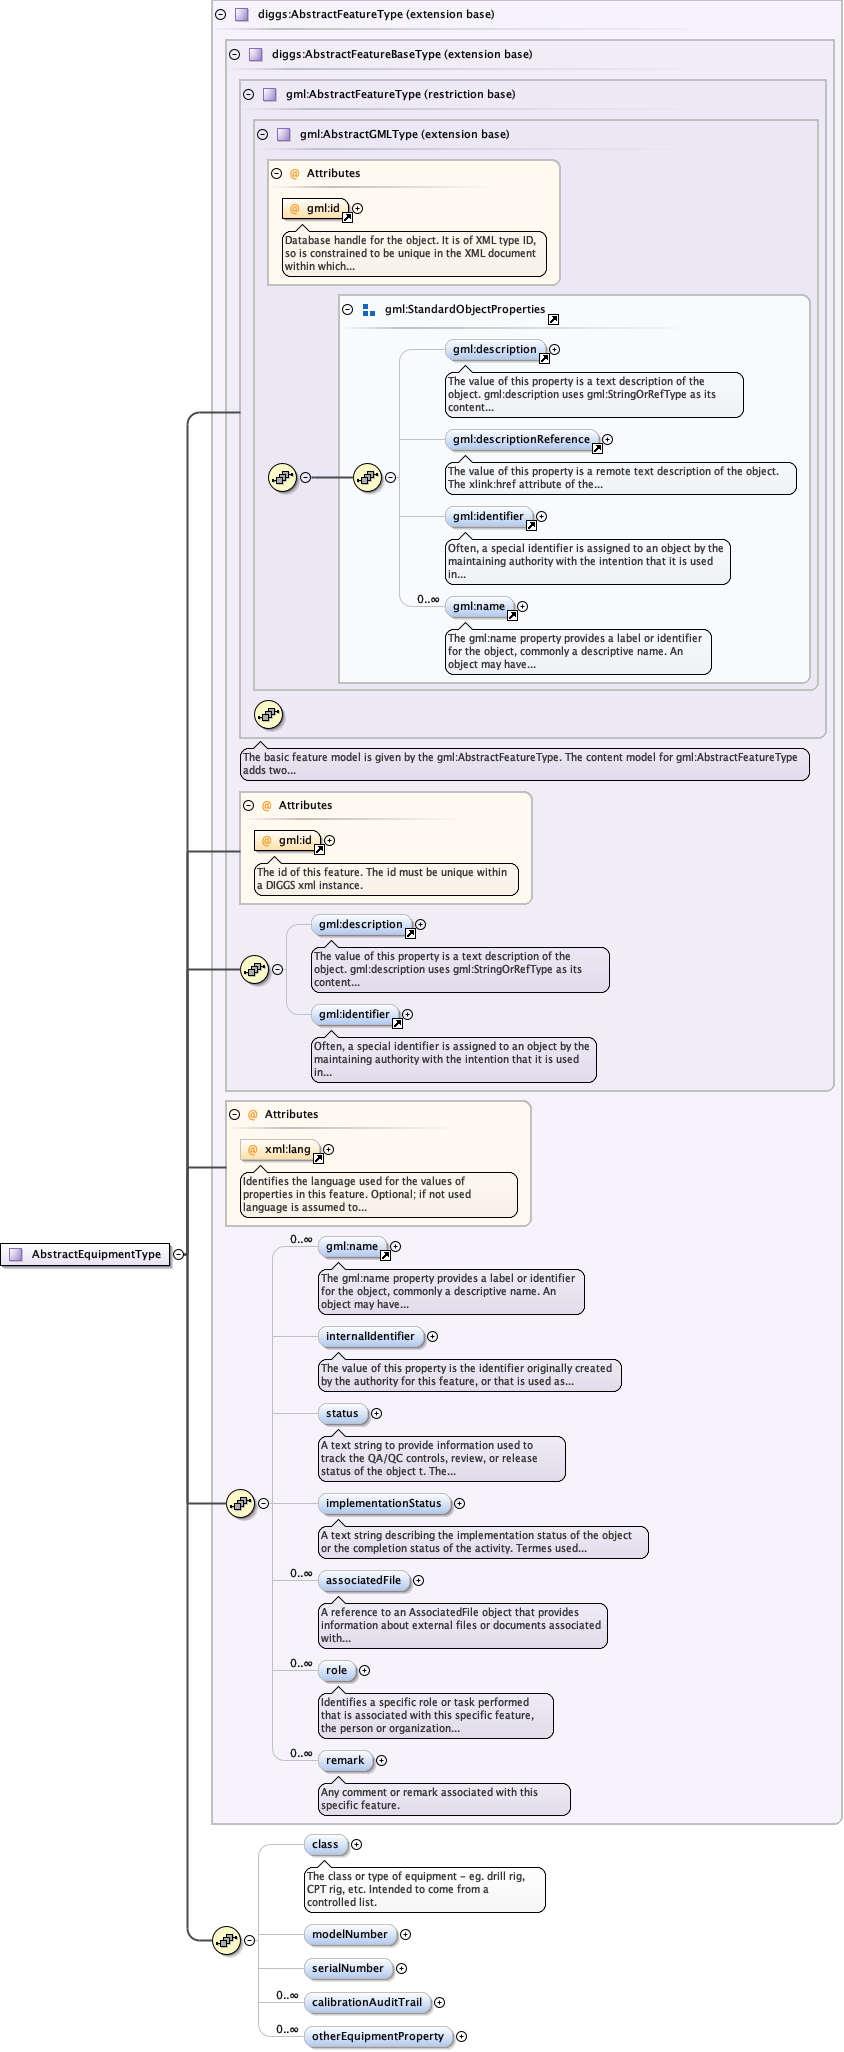 diggs:AbstractFeatureType (extension base)
diggs:AbstractFeatureBaseType (extension base)
gml:AbstractFeatureType (restriction base)
gml:AbstractGMLType (extension base)
@ Attributes
@ gml:id
Database handle for the object. It is of XML type ID,
so is constrained to be unique in the XML document
within which...
gml:StandardObjectProperties
gml:description
The value of this property is a text description of the
object. gml:description uses gml:StringOrRefType as its
content...
gml:descriptionReference
The value of this property is a remote text description of the object.
The xlink:href attribute of the...
gml:identifier
Often, a special identifier is assigned to an object by the
maintaining authority with the intention that it is used
in...
0..∞
gml:name
The gml:name property provides a label or identifier
for the object, commonly a descriptive name. An
object may have...
The basic feature model is given by the gml:AbstractFeatureType. The content model for gml:AbstractFeatureType
adds two...
@ Attributes
@ gml:id
The id of this feature. The id must be unique within
a DIGGS xml instance.
gml:description
The value of this property is a text description of the
object. gml:description uses gml:StringOrRefType as its
content...
gml:identifier
Often, a special identifier is assigned to an object by the
maintaining authority with the intention that it is used
in...
@ Attributes
@ xml:lang
Identifies the language used for the values of
properties in this feature. Optional; if not used
language is assumed to...
AbstractEquipmentType
0..∞
gml:name
The gml:name property provides a label or identifier
for the object, commonly a descriptive name. An
object may have...
internalIdentifier
The value of this property is the identifier originally created
by the authority for this feature, or that is used as...
status
A text string to provide information used to
track the QA/QC controls, review, or release
status of the object t. The...
implementationStatus
A text string describing the implementation status of the object
or the completion status of the activity. Termes used...
0..∞
associatedFile
A reference to an AssociatedFile object that provides
information about external files or documents associated
with...
0..∞
role
Identifies a specific role or task performed
that is associated with this specific feature,
the person or organization...
0..∞
remark
Any comment or remark associated with this
specific feature.
class
The class or type of equipment - eg. drill rig,
CPT rig, etc. Intended to come from a
controlled list.
modelNumber
serialNumber
0..∞
calibrationAuditTrail
0..∞
otherEquipmentProperty